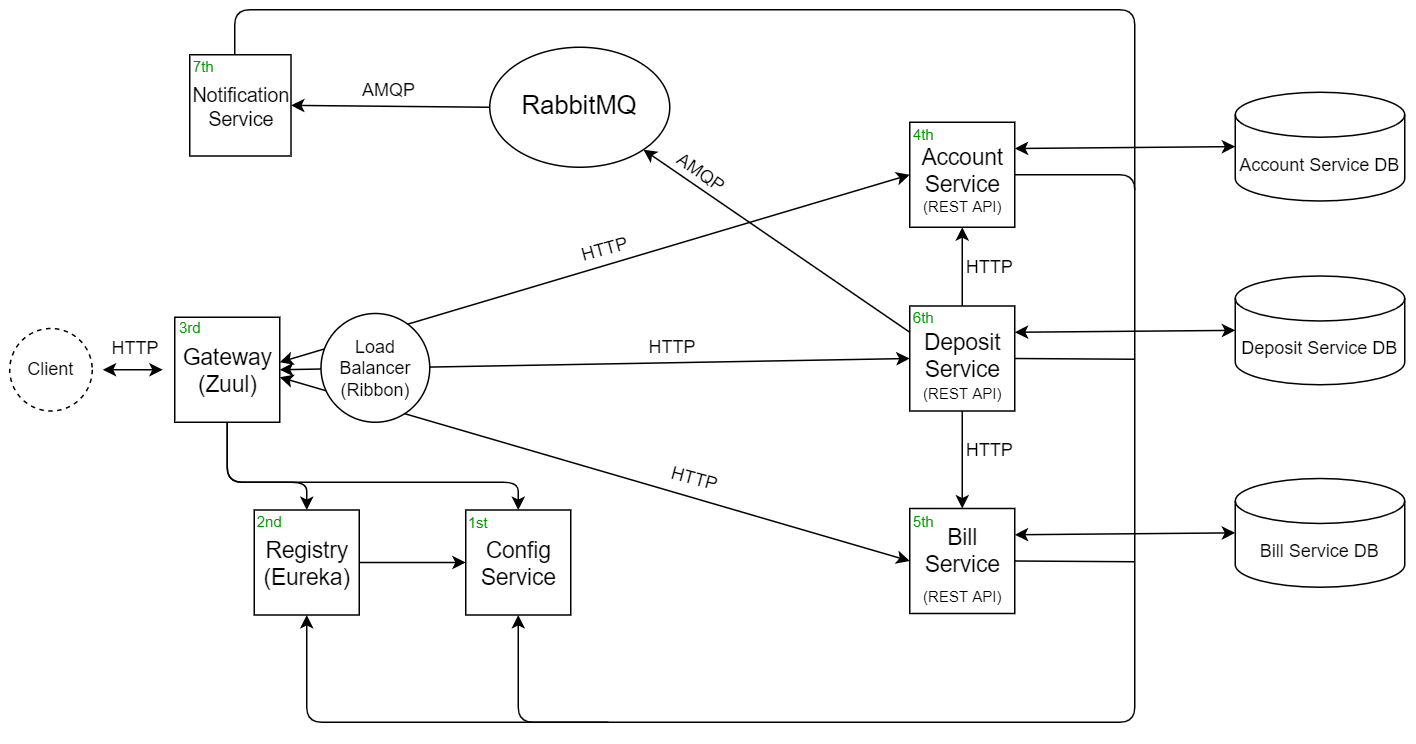 7th
Notification
Service
AMQP
RabbitMQ
AMQP
4th
Account
Service
(REST API)
Account Service DB
HTTP
HTTP
Client
HTTP
3rd
Gateway
(Zuul)
Load
Balancer
(Ribbon)
HTTP
6th
Deposit
Service
(REST API)
Deposit Service DB
HTTP
HTTP
2nd
Registry
(Eureka)
1st
Config
Service
5th
Bill
Service
(REST API)
Bill Service DB